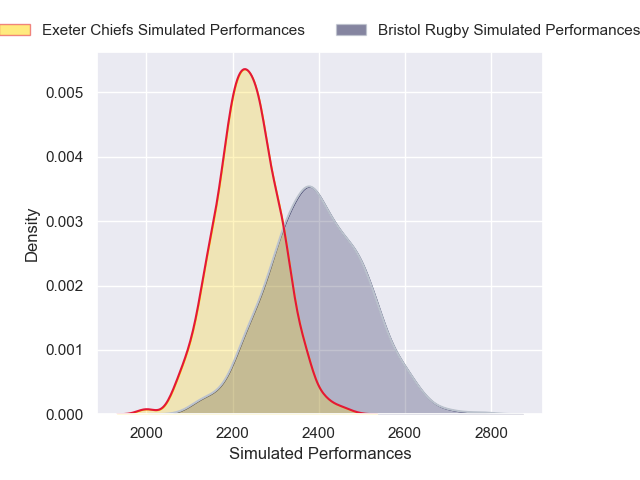 Exeter Chiefs Simulated Performances
Bristol Rugby Simulated Performances
0.005
0.004
0.003
0.002
0.001
0.000
Density
2000 2200 2400 2600 2800
Simulated Performances